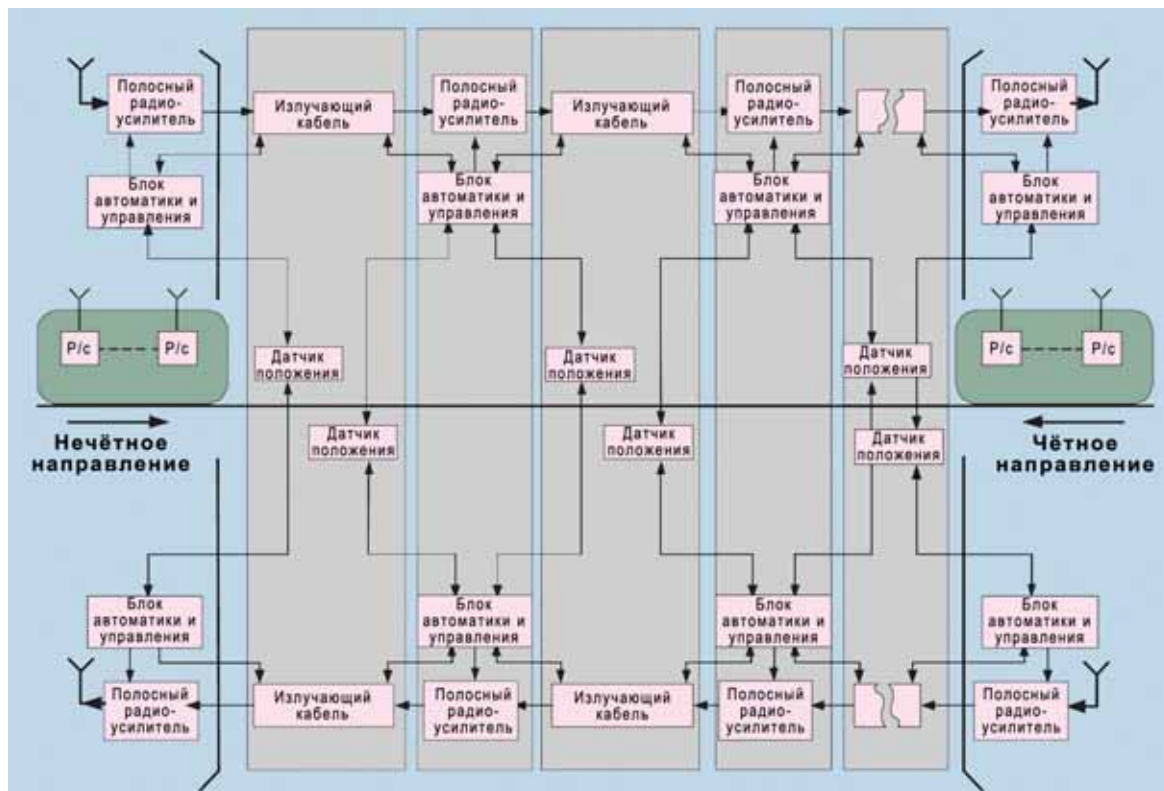 Полосный
радио-
усилитель
Излучающий
кабель
Полосный
радио-
усилитель
Излучающий
кабель
Полосный
радио-
усилитель
Полосный
радио-
усилитель
Блок
автоматики и
управления
Блок
автоматики и
управления
Блок
автоматики и
управления
Блок
автоматики и
управления
Р/с
Р/с
Датчик
положения
Датчик
положения
Датчик
положения
Р/с
Р/с
Нечётное
направление
Датчик
положения
Датчик
положения
Датчик
положения
Чётное
направление
Блок
автоматики и
управления
Блок
автоматики и
управления
Блок
автоматики и
управления
Блок
автоматики и
управления
Полосный
радио-
усилитель
Излучающий
кабель
Полосный
радио-
усилитель
Излучающий
кабель
Полосный
радио-
усилитель
Полосный
радио-
усилитель